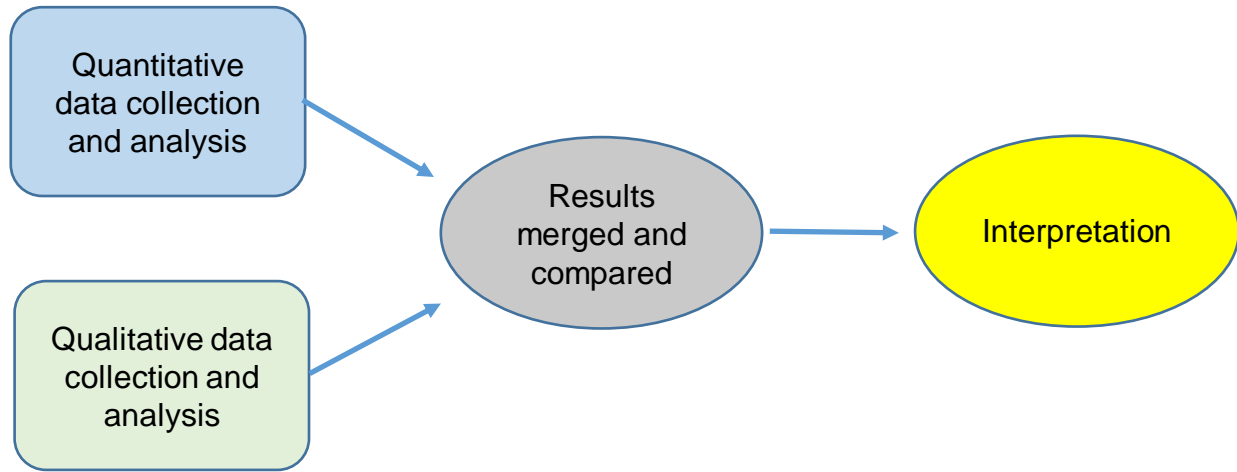 Quantitative
data collection
and analysis
Qualitative data
collection and
analysis
Results
merged and
compared
Interpretation